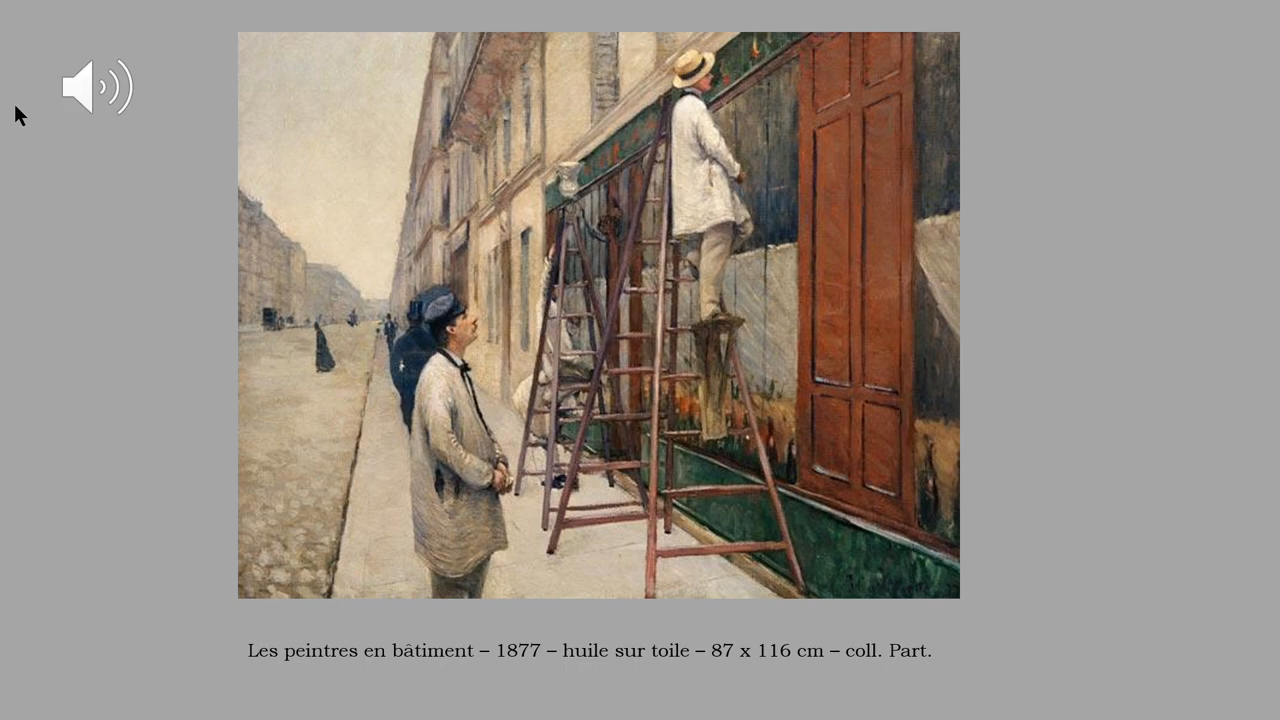 Les peintres en bâtiment – 1877 – huile sur toile – 87 x 116 cm – coll. Part.